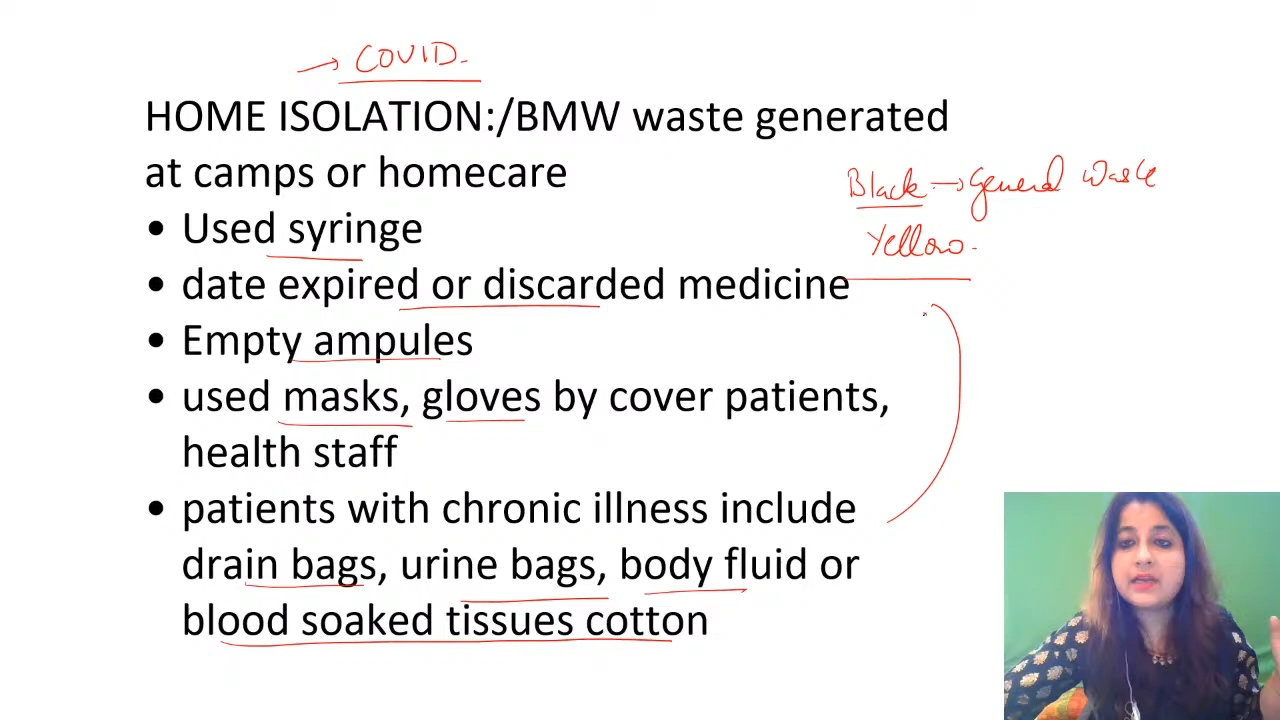 → COVID.
HOME ISOLATION:/BMW waste generated
at camps or homecare
Black → General Waste
• Used syringe
Yellow.
• date expired or discarded medicine
• Empty ampules
• used masks, gloves by cover patients,
health staff
• patients with chronic illness include
drain bags, urine bags, body fluid or
blood soaked tissues cotton